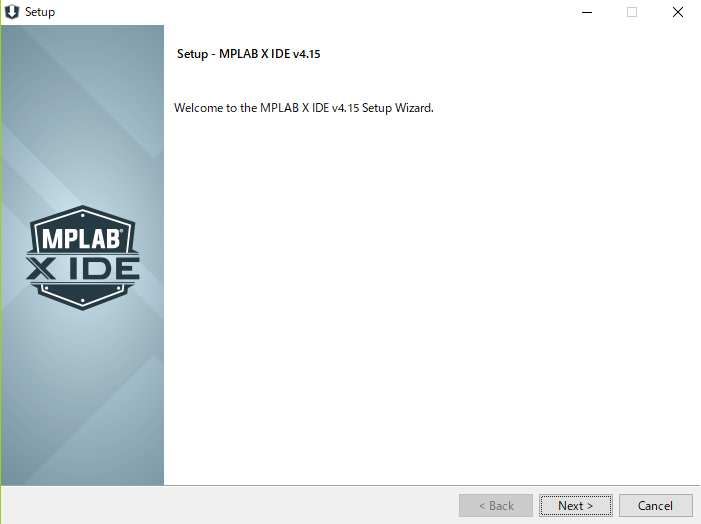 Setup
Setup - MPLAB X IDE v4.15
Welcome to the MPLAB X IDE v4.15 Setup Wizard.
MPLAB®
X IDE
< Back
Next >
Cancel